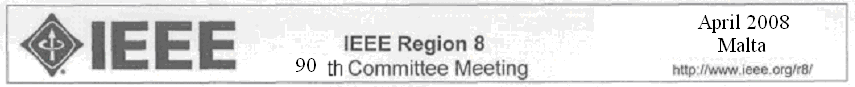 IEEE
IEEE Region 8
90 th Committee Meeting
April 2008
Malta
http://www.ieee.org/r8/